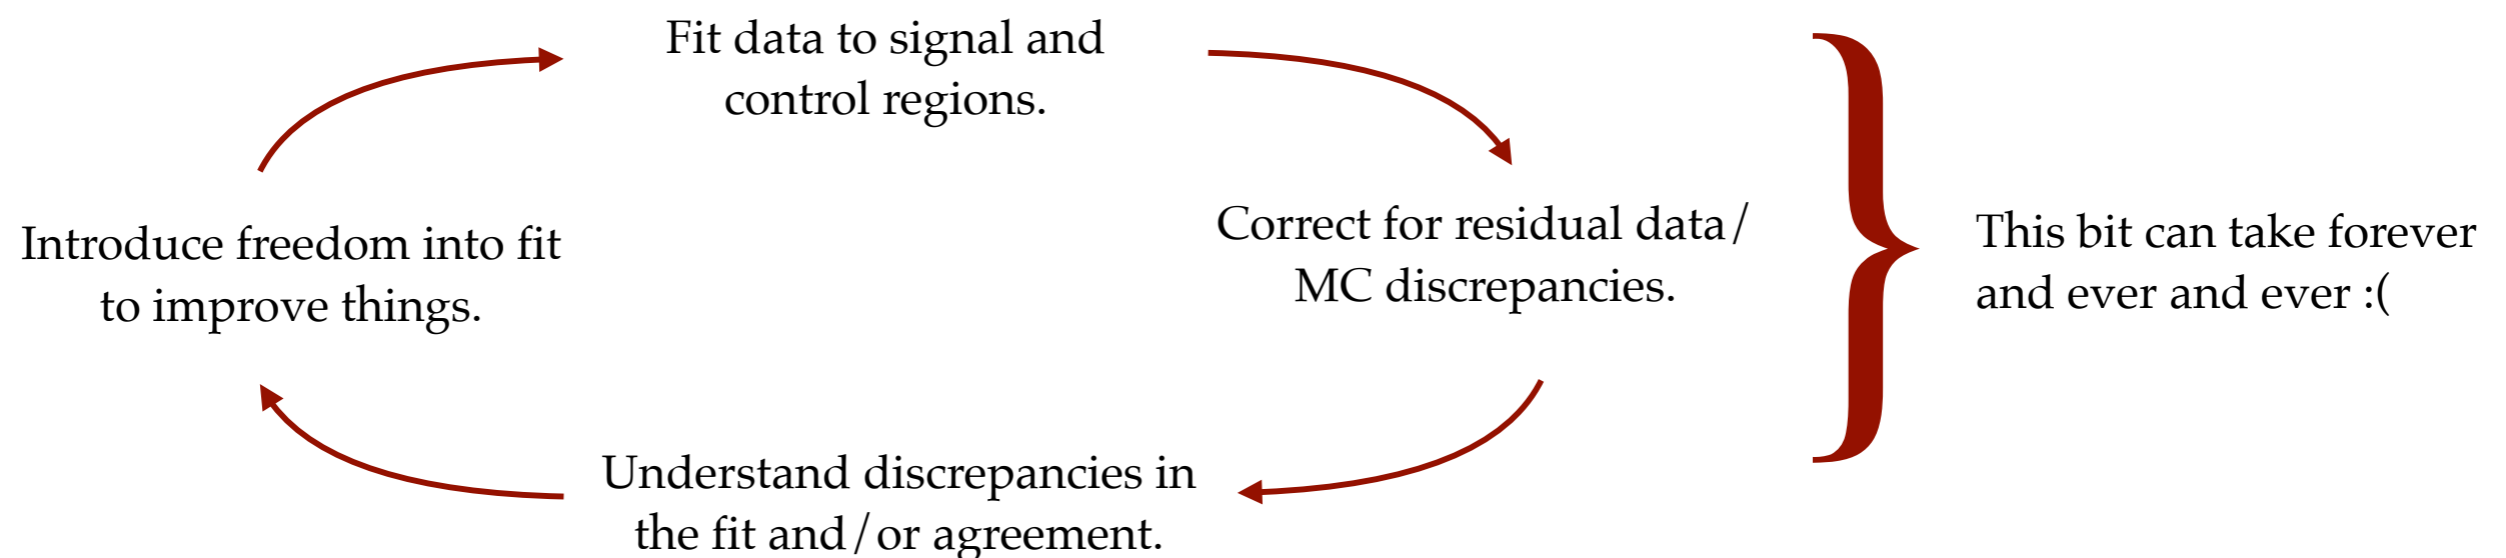 Fit data to signal and
control regions.
Introduce freedom into fit
to improve things.
Correct for residual data/
MC discrepancies.
This bit can take forever
and ever and ever :(
Understand discrepancies in
the fit and/or agreement.